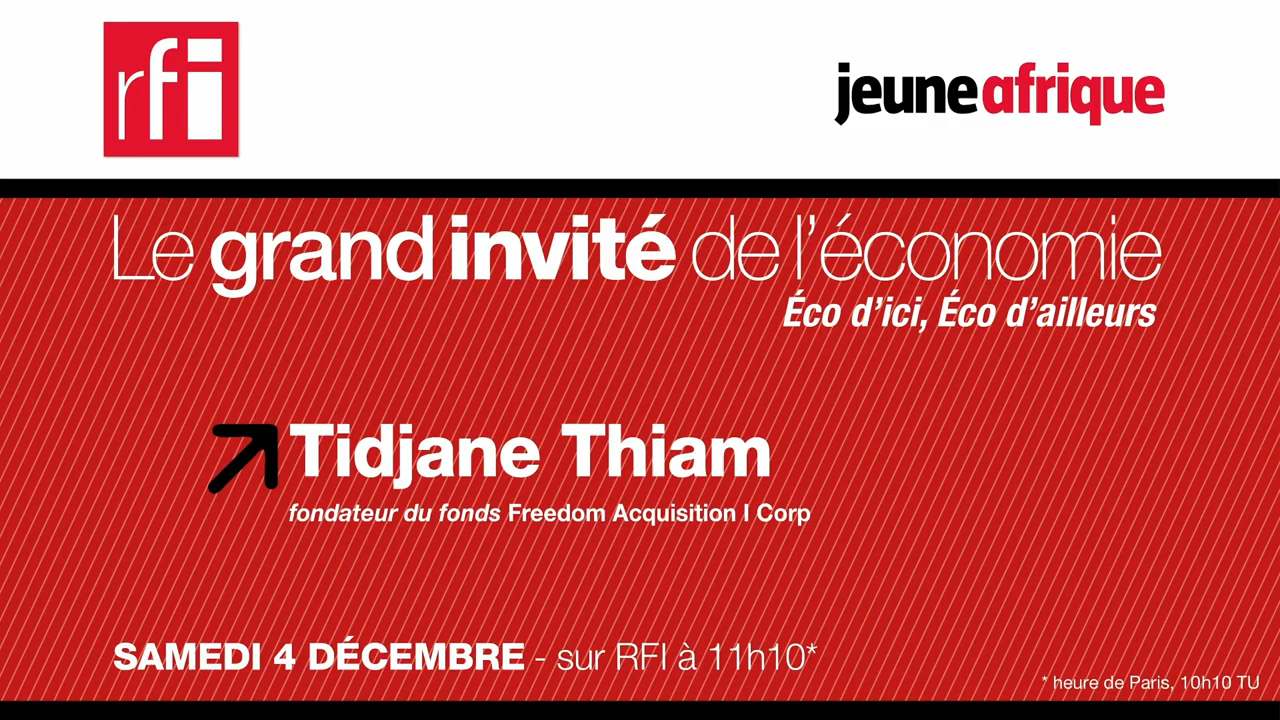 rfi
jeuneafrique
Le grand invité de l'économie
Éco d'ici, Éco d'ailleurs
Tidjane Thiam
fondateur du fonds Freedom Acquisition I Corp
SAMEDI 4 DÉCEMBRE - sur RFI à 11h10*
* heure de Paris, 10h10 TU